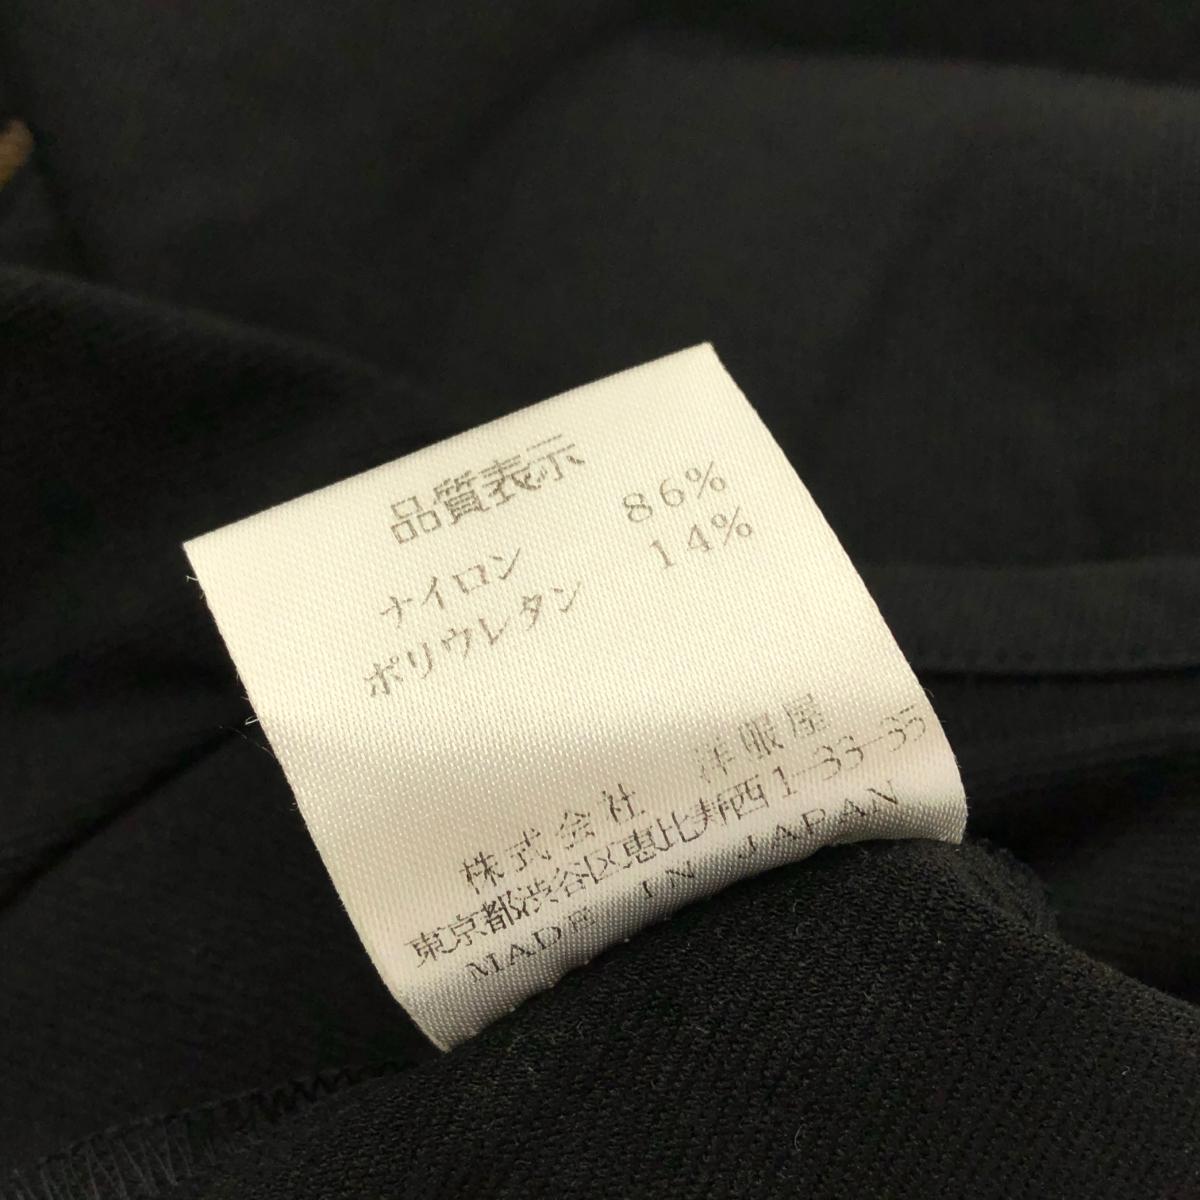 品質表示
ナイロン 86%
ポリウレタン 14%
株式会社 洋服屋
東京都渋谷区恵比寿西1-33-35
MADE IN JAPAN